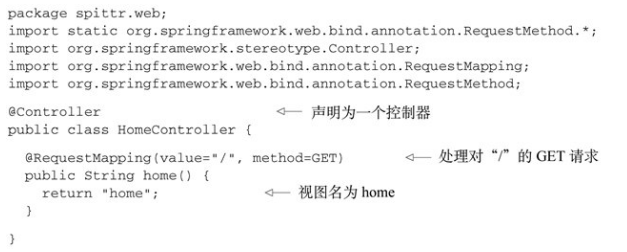 package spittr.web;
import static org.springframework.web.bind.annotation.RequestMethod.*;
import org.springframework.stereotype.Controller;
import org.springframework.web.bind.annotation.RequestMapping;
import org.springframework.web.bind.annotation.RequestMethod;
@Controller 声明为一个控制器
public class HomeController {
@RequestMapping(value="/", method=GET) 处理对“/”的 GET 请求
public String home() {
return "home"; 视图名为 home
}
}